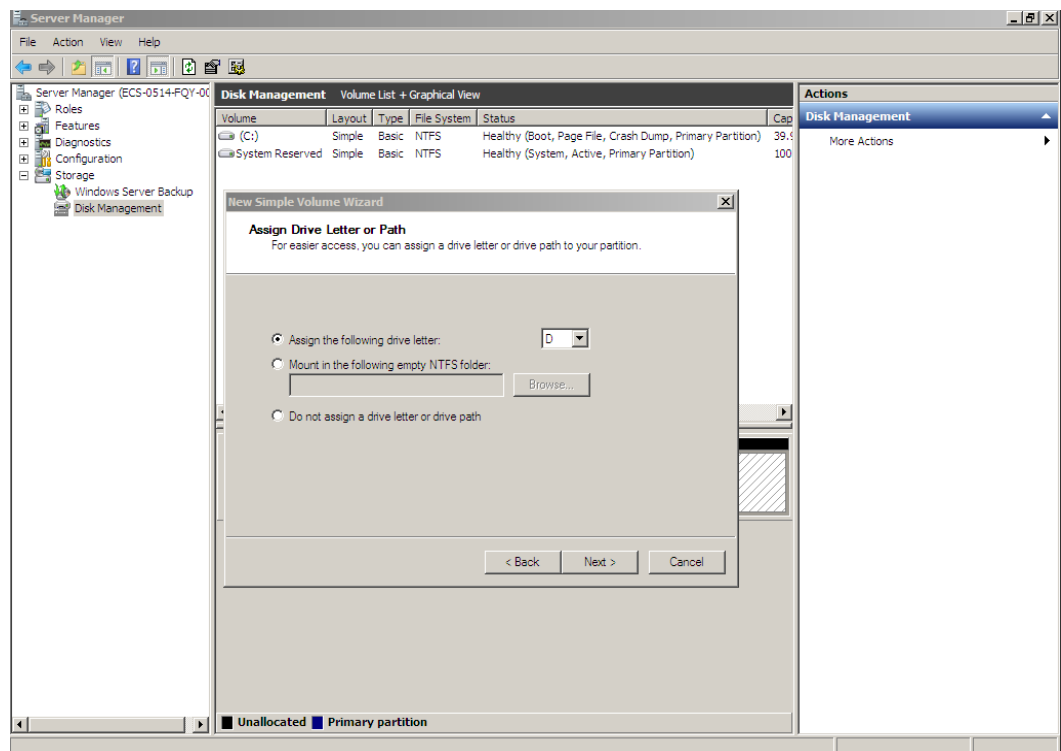 Server Manager
File Action View Help
Server Manager (ECS-0514-FQY-00
Roles
Features
Diagnostics
Configuration
Storage
Windows Server Backup
Disk Management
Disk Management Volume List + Graphical View
Volume Layout Type File System Status Cap
(C:) Simple Basic NTFS Healthy (Boot, Page File, Crash Dump, Primary Partition) 39.9
System Reserved Simple Basic NTFS Healthy (System, Active, Primary Partition) 100
New Simple Volume Wizard
Assign Drive Letter or Path
For easier access, you can assign a drive letter or drive path to your partition.
Assign the following drive letter: D
Mount in the following empty NTFS folder:
Browse...
Do not assign a drive letter or drive path
< Back Next > Cancel
Unallocated Primary partition
Actions
Disk Management
More Actions